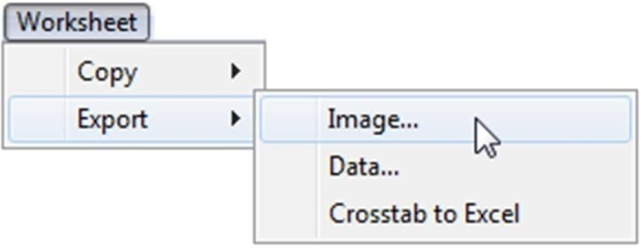 Worksheet
Copy
Export
Image...
Data...
Crosstab to Excel